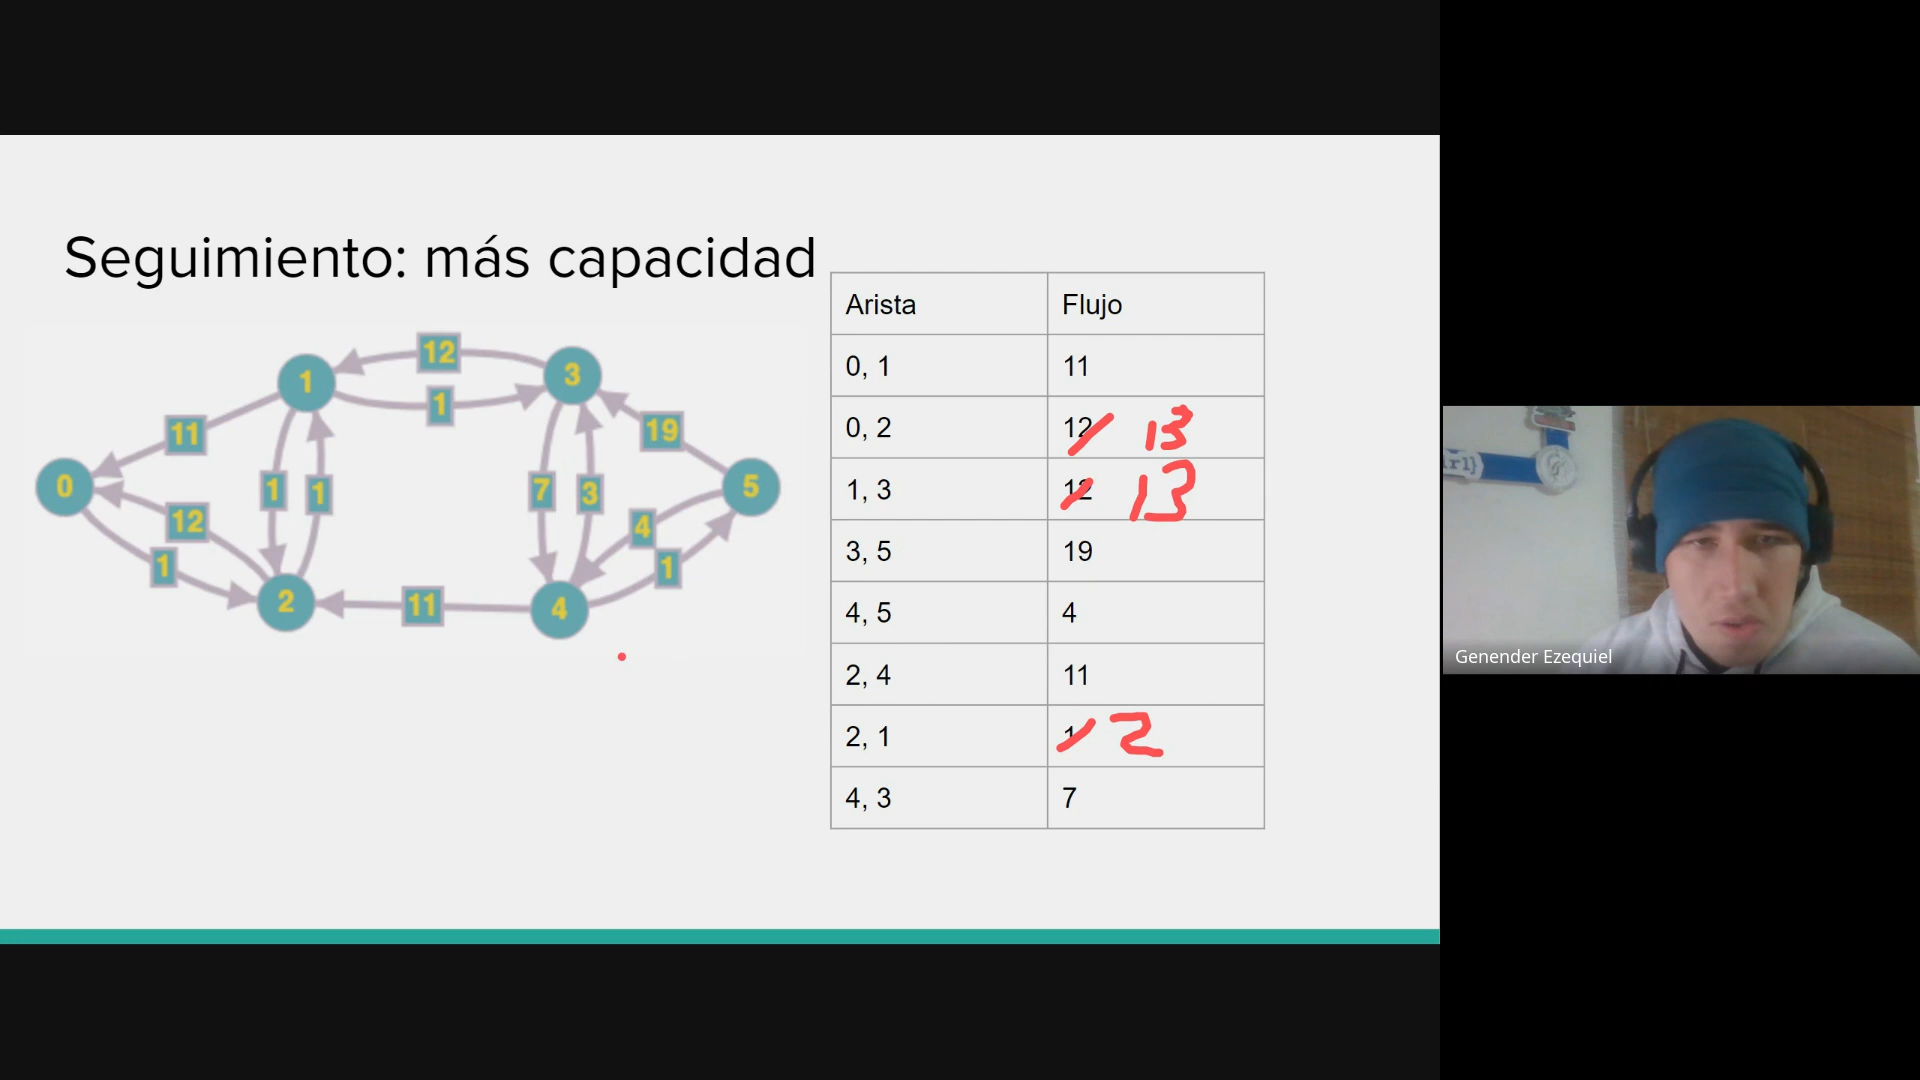 Seguimiento: más capacidad
Arista Flujo
0, 1 11
0, 2 12 13
1, 3 12 13
3, 5 19
4, 5 4
2, 4 11
2, 1 1 2
4, 3 7
12
1
3
1
11
19
0
12
1
1
1
7
3
5
4
1
2
11
4
Genender Ezequiel